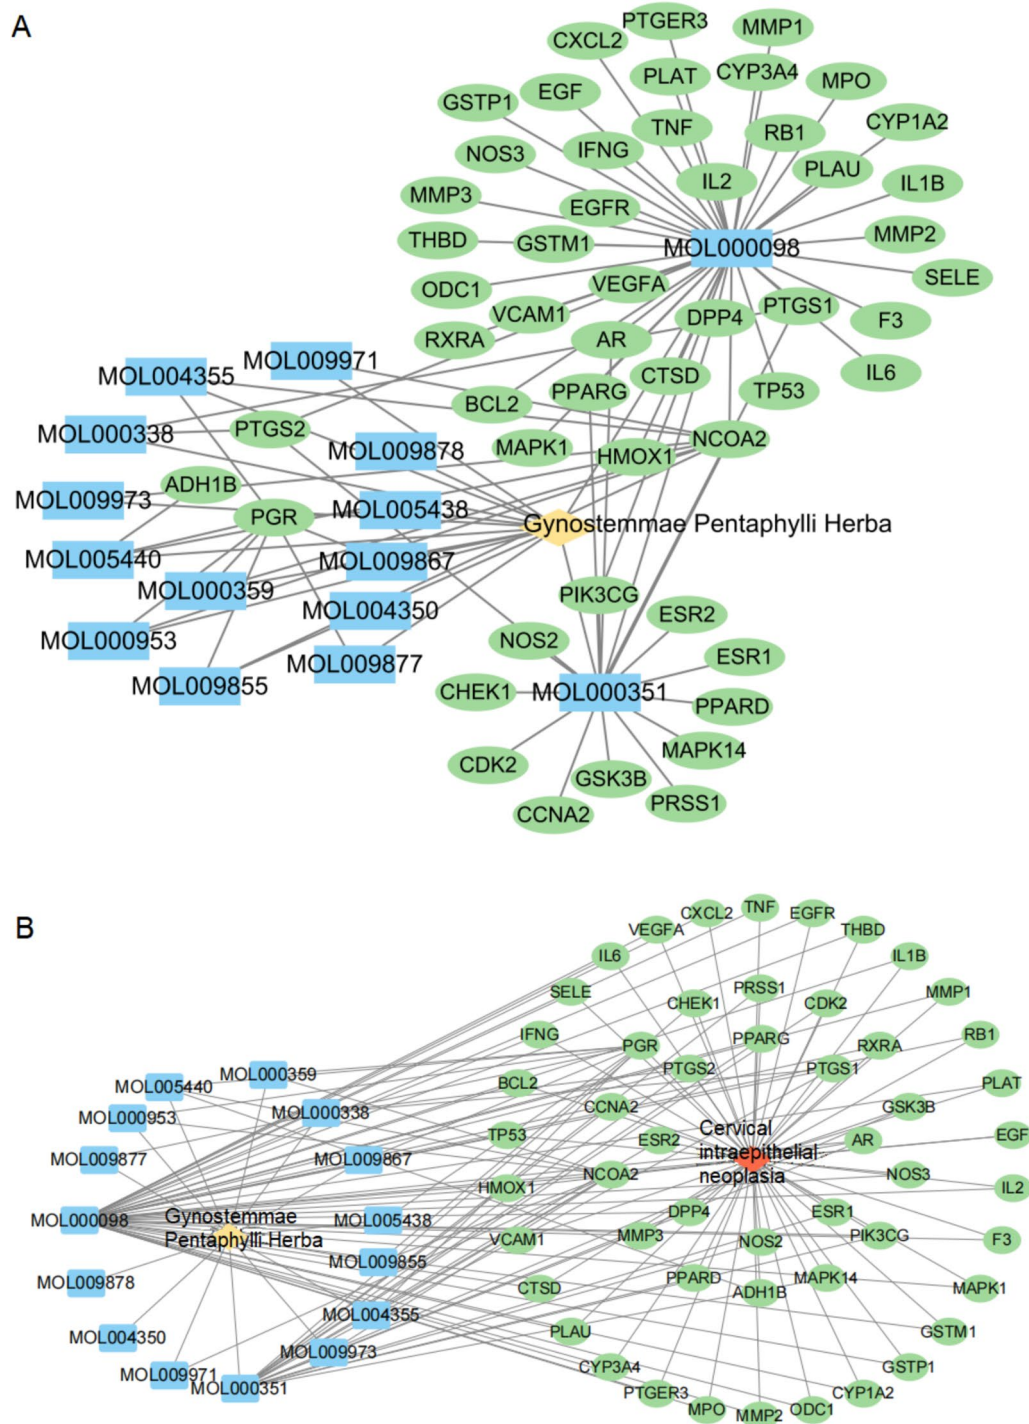 A
PTGER3
MMP1
CXCL2
PLAT
CYP3A4
MPO
EGF
GSTP1
TNF
RB1
CYP1A2
NOS3
IFNG
IL2
PLAU
IL1B
MMP3
EGFR
MMP2
THBD
GSTM1
MOL000098
SELE
ODC1
VEGFA
PTGS1
VCAM1
DPP4
F3
RXRA
AR
IL6
MOL009971
MOL004355
CTSD
TP53
BCL2
PPARG
MOL000338
PTGS2
MOL009878
MAPK1
HMOX1
NCOA2
ADH1B
MOL009973
MOL005438
PGR
Gynostemmae Pentaphylli Herba
MOL005440
MOL009867
MOL000359
PIK3CG
MOL004350
ESR2
MOL000953
NOS2
ESR1
MOL009877
MOL009855
CHEK1
MOL000351
PPARD
MAPK14
CDK2
GSK3B
PRSS1
CCNA2
B
TNF
CXCL2
EGFR
VEGFA
THBD
IL6
IL1B
SELE
PRSS1
MMP1
CHEK1
CDK2
IFNG
PGR
PPARG
RXRA
RB1
MOL000359
PTGS2
PTGS1
MOL005440
BCL2
PLAT
MOL000953
MOL000338
CCNA2
GSK3B
TP53
ESR2
Cervical
intraepithelial
neoplasia
AR
EGF
MOL009877
MOL009867
NCOA2
NOS3
HMOX1
IL2
MOL000098
Gynostemmae
Pentaphylli Herba
MOL005438
DPP4
ESR1
VCAM1
MMP3
NOS2
PIK3CG
F3
MOL009855
MOL009878
CTSD
PPARD
MAPK14
MAPK1
ADH1B
MOL004355
MOL004350
PLAU
GSTM1
MOL009973
MOL009971
CYP3A4
GSTP1
MOL000351
PTGER3
CYP1A2
MPO
MMP2
ODC1